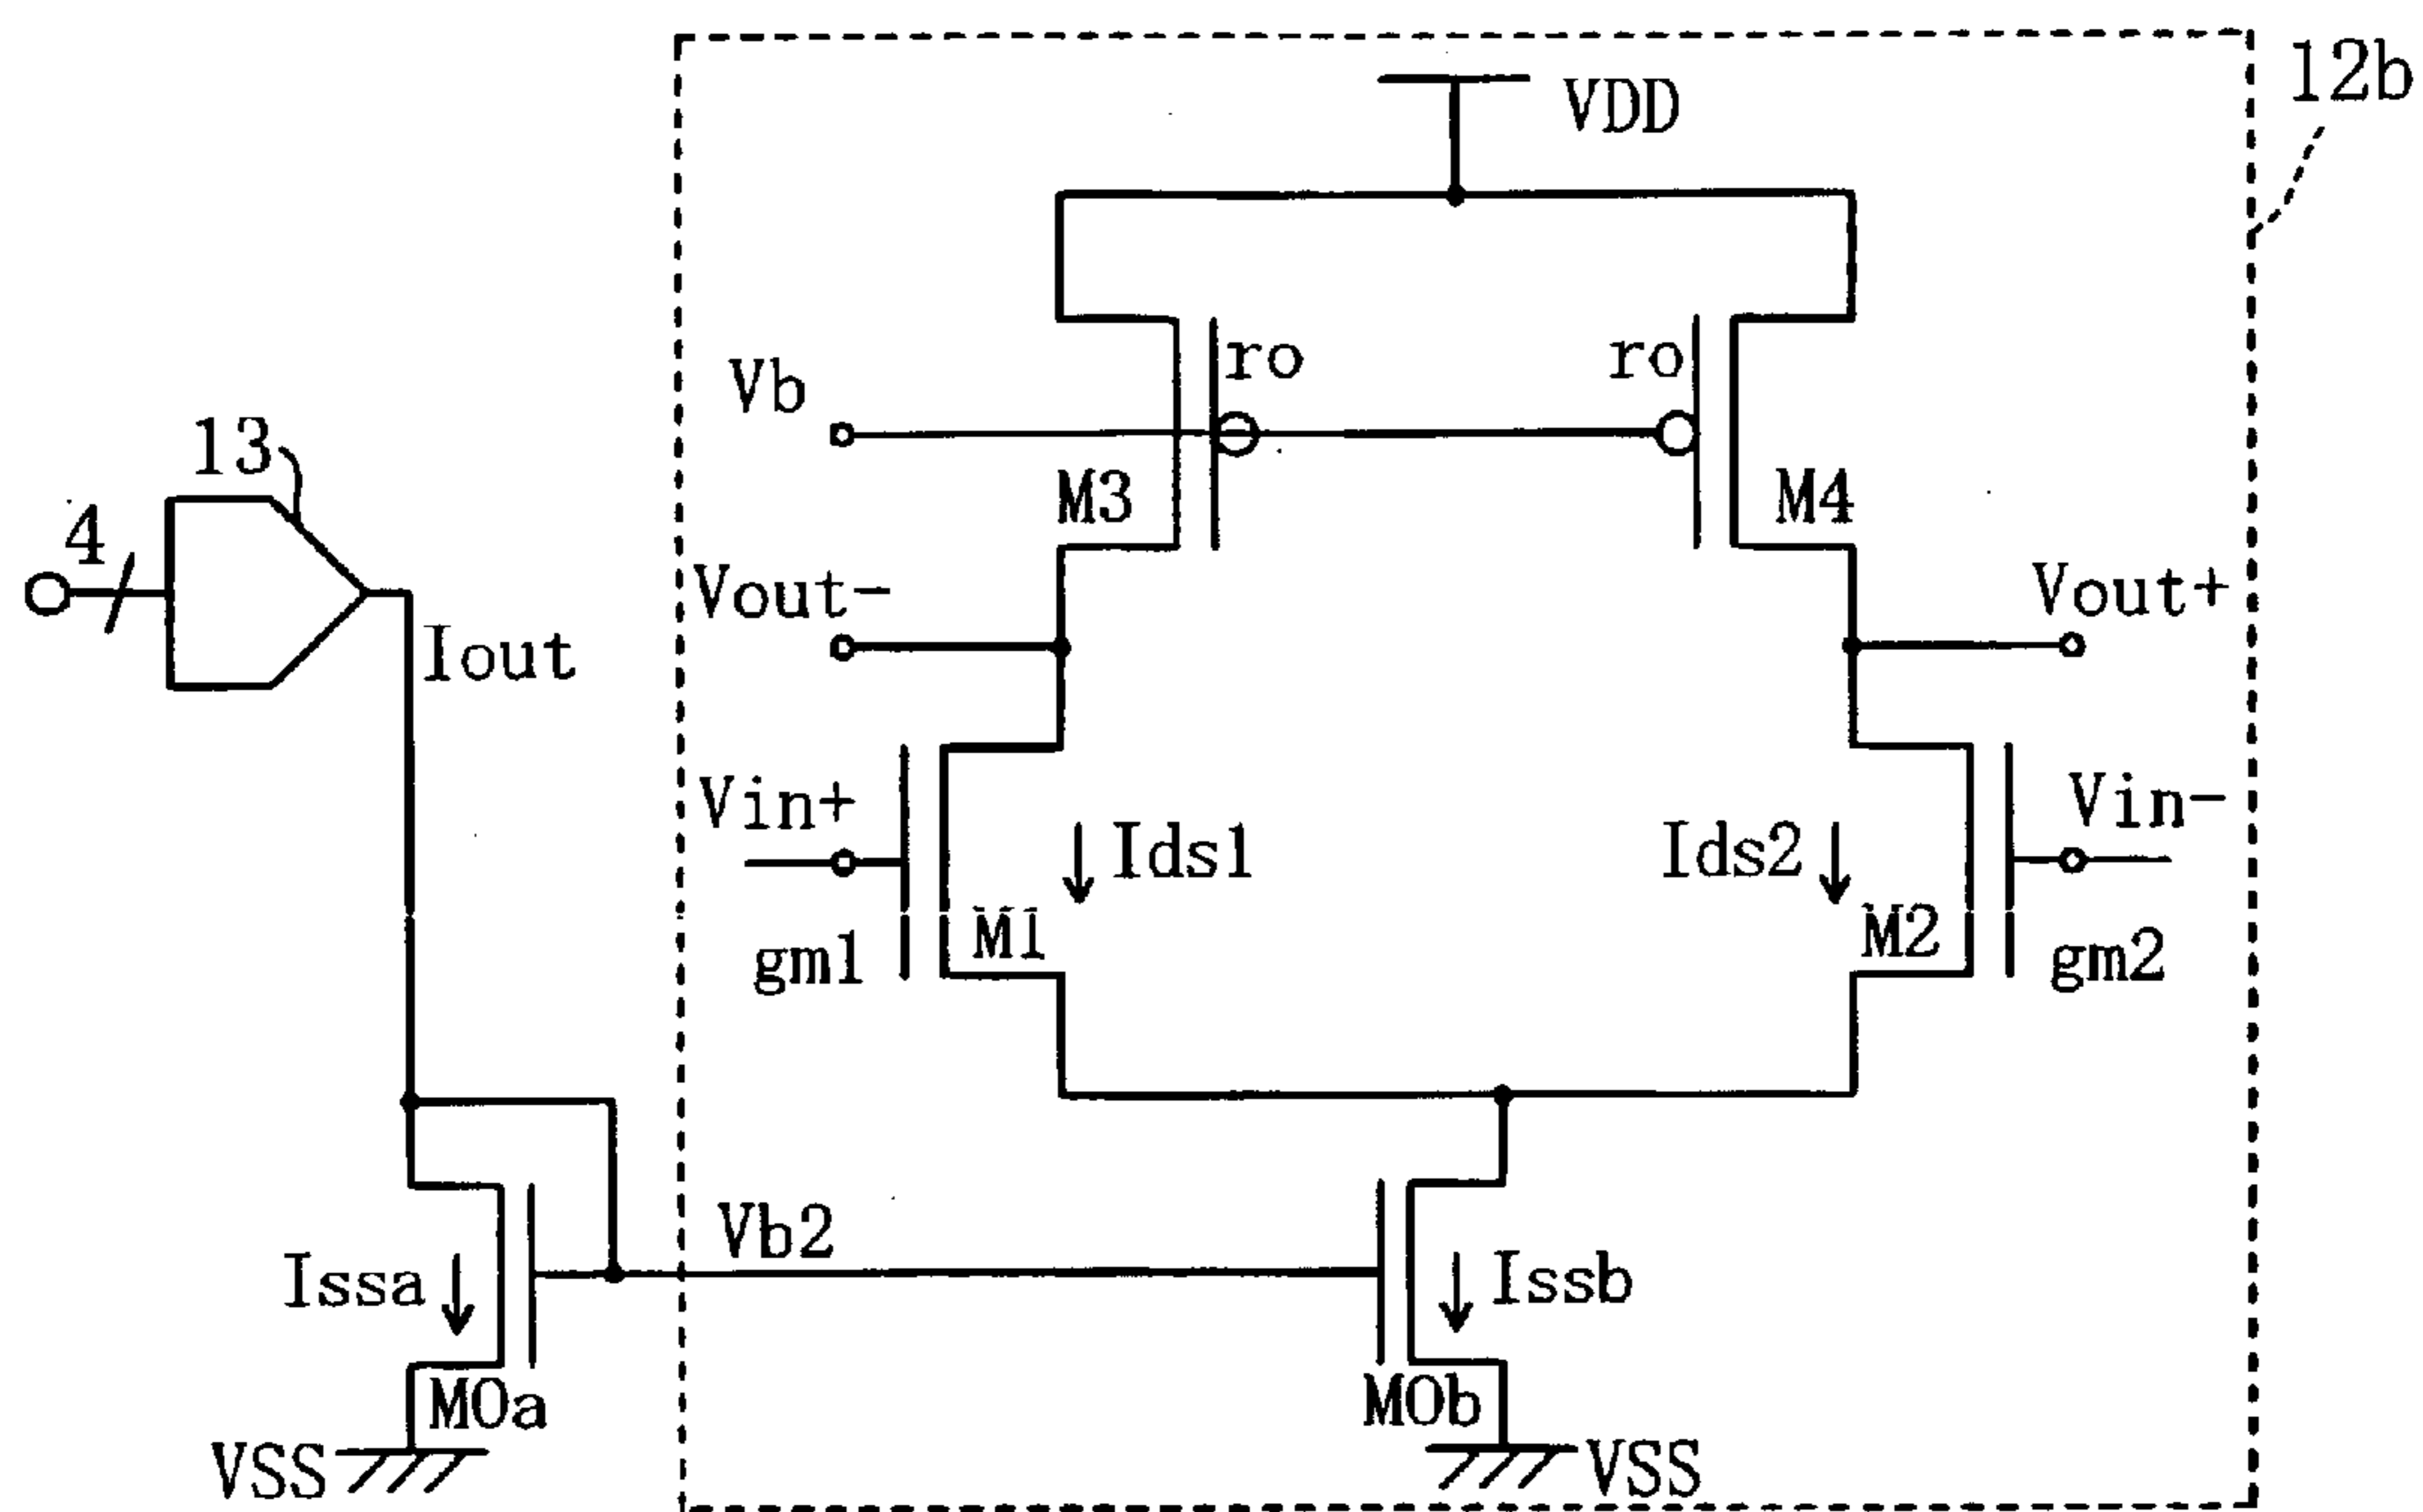 12b
VDD
Vb
ro
ro
13
M3
M4
4
Vout-
Vout+
Iout
Vin+
Ids1
Ids2
Vin-
M1
M2
gm1
gm2
Vb2
Issa
Issb
M0a
M0b
VSS
VSS